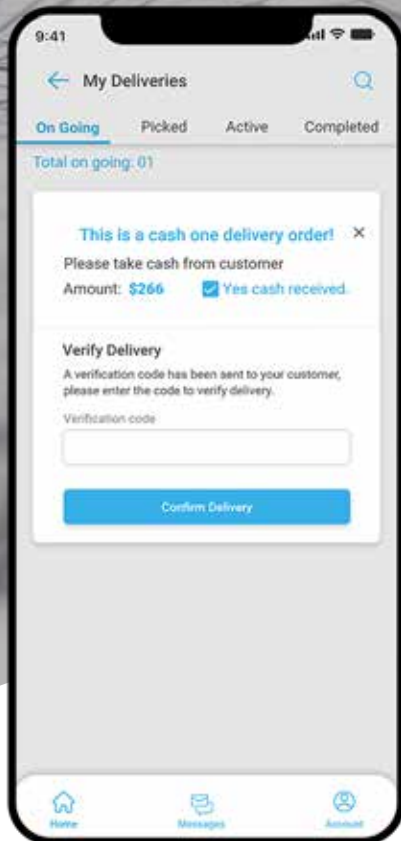 9:41
My Deliveries
On Going Picked Active Completed
Total on going: 01
This is a cash one delivery order!
Please take cash from customer
Amount: $266 Yes cash received.
Verify Delivery
A verification code has been sent to your customer,
please enter the code to verify delivery.
Verification code
Confirm Delivery
Home Messages Account